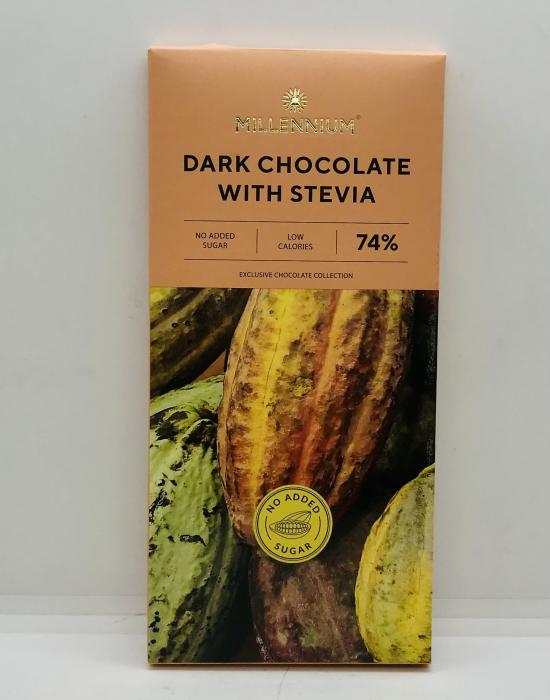 MILLENNIUM®
DARK CHOCOLATE
WITH STEVIA
NO ADDED
SUGAR
LOW
CALORIES
74%
EXCLUSIVE CHOCOLATE COLLECTION
NO ADDED
SUGAR